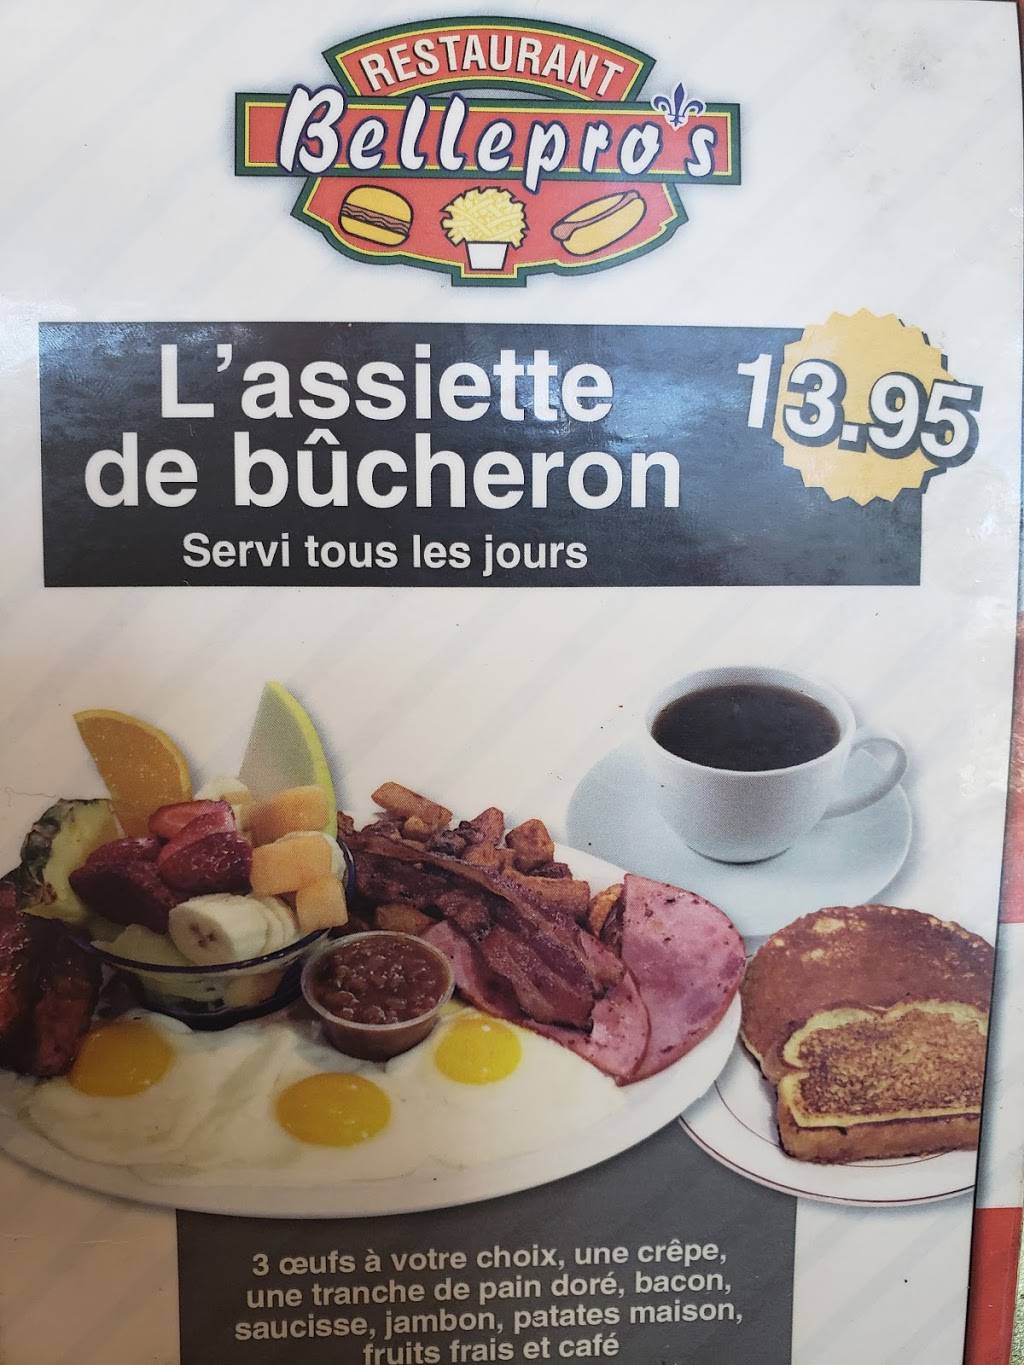 RESTAURANT
Bellepro's
L'assiette
de bûcheron
Servi tous les jours
13.95
3 œufs à votre choix, une crêpe,
une tranche de pain doré, bacon,
saucisse, jambon, patates maison,
fruits frais et café